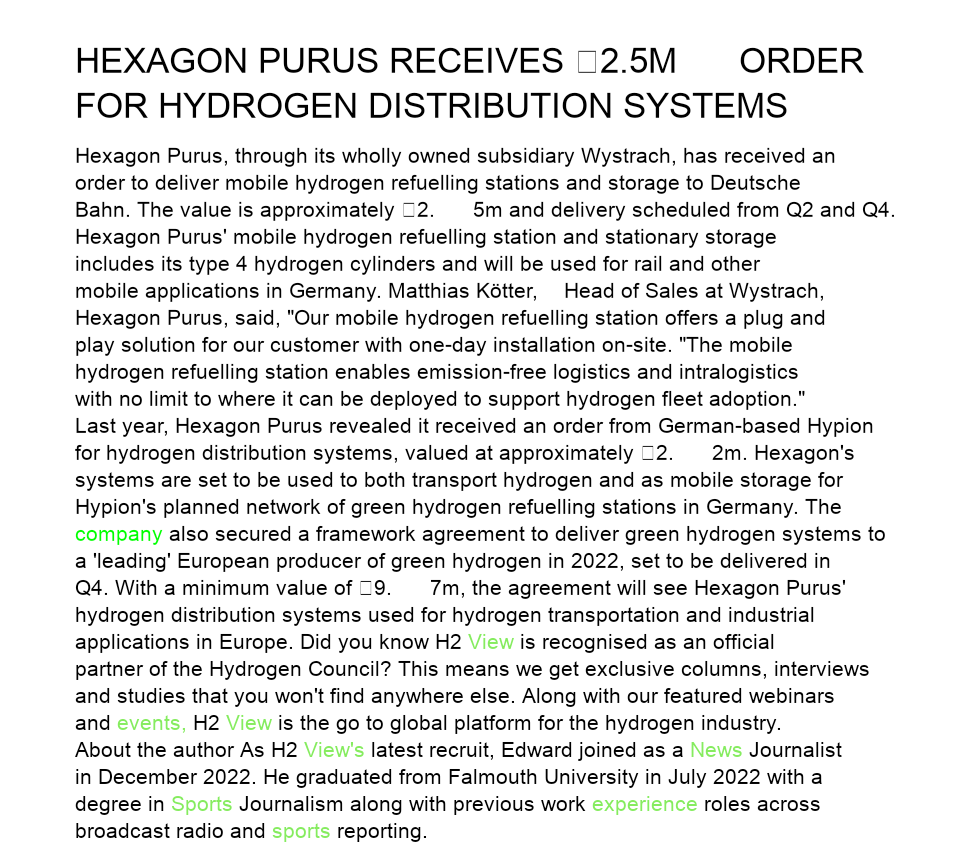 HEXAGON PURUS RECEIVES □2.5M ORDER
FOR HYDROGEN DISTRIBUTION SYSTEMS
Hexagon Purus, through its wholly owned subsidiary Wystrach, has received an
order to deliver mobile hydrogen refuelling stations and storage to Deutsche
Bahn. The value is approximately □2. 5m and delivery scheduled from Q2 and Q4.
Hexagon Purus' mobile hydrogen refuelling station and stationary storage
includes its type 4 hydrogen cylinders and will be used for rail and other
mobile applications in Germany. Matthias Kötter, Head of Sales at Wystrach,
Hexagon Purus, said, "Our mobile hydrogen refuelling station offers a plug and
play solution for our customer with one-day installation on-site. "The mobile
hydrogen refuelling station enables emission-free logistics and intralogistics
with no limit to where it can be deployed to support hydrogen fleet adoption."
Last year, Hexagon Purus revealed it received an order from German-based Hypion
for hydrogen distribution systems, valued at approximately □2. 2m. Hexagon's
systems are set to be used to both transport hydrogen and as mobile storage for
Hypion's planned network of green hydrogen refuelling stations in Germany. The
company also secured a framework agreement to deliver green hydrogen systems to
a 'leading' European producer of green hydrogen in 2022, set to be delivered in
Q4. With a minimum value of □9. 7m, the agreement will see Hexagon Purus'
hydrogen distribution systems used for hydrogen transportation and industrial
applications in Europe. Did you know H2 View is recognised as an official
partner of the Hydrogen Council? This means we get exclusive columns, interviews
and studies that you won't find anywhere else. Along with our featured webinars
and events, H2 View is the go to global platform for the hydrogen industry.
About the author As H2 View's latest recruit, Edward joined as a News Journalist
in December 2022. He graduated from Falmouth University in July 2022 with a
degree in Sports Journalism along with previous work experience roles across
broadcast radio and sports reporting.